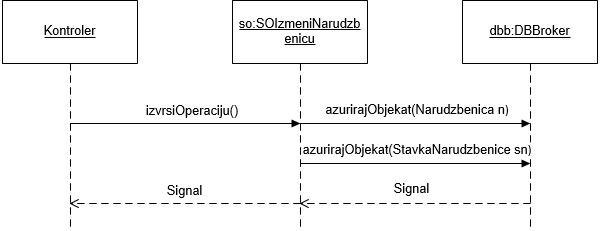 Kontroler
so:SOIzmeniNarudzb
enicu
dbb:DBBroker
izvrsiOperaciju()
azurirajObjekat(Narudzbenica n)
azurirajObjekat(StavkaNarudzbenice sn)
Signal
Signal